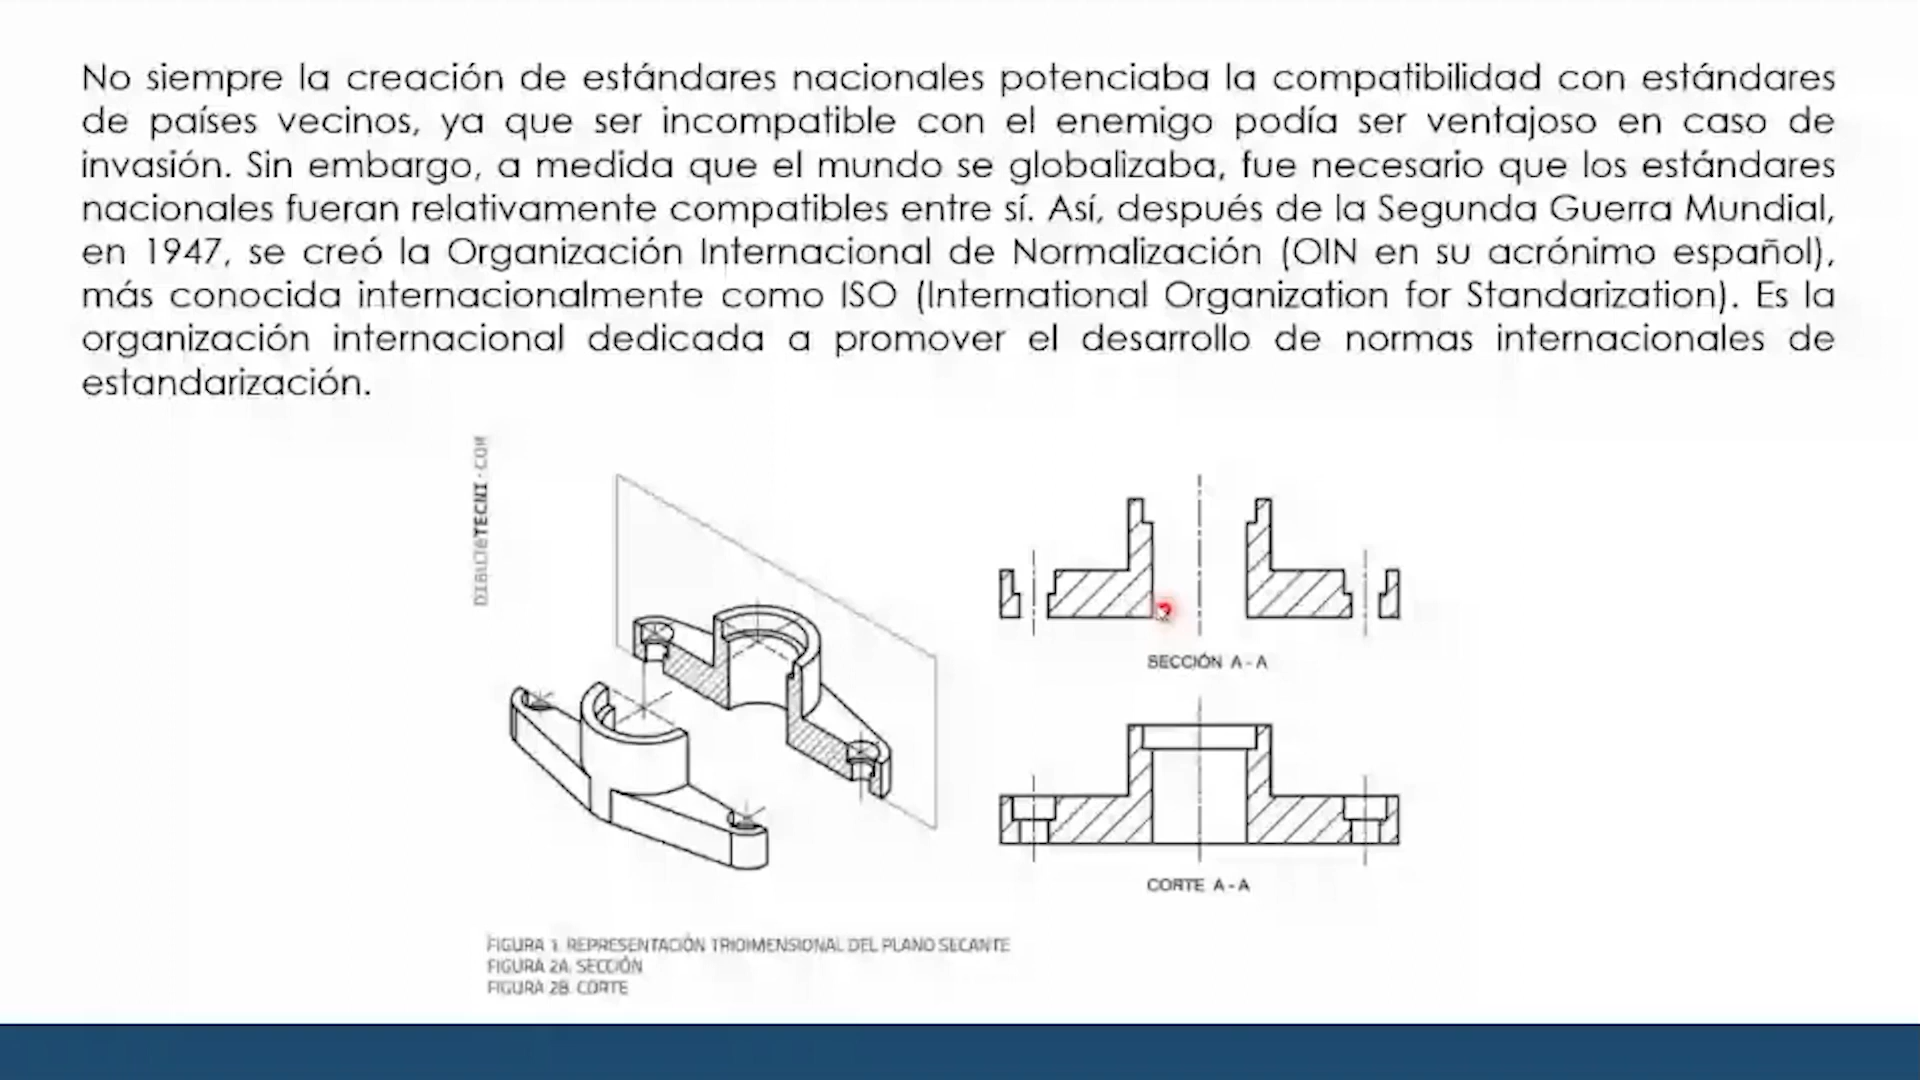 No siempre la creación de estándares nacionales potenciaba la compatibilidad con estándares
de países vecinos, ya que ser incompatible con el enemigo podía ser ventajoso en caso de
invasión. Sin embargo, a medida que el mundo se globalizaba, fue necesario que los estándares
nacionales fueran relativamente compatibles entre sí. Así, después de la Segunda Guerra Mundial,
en 1947, se creó la Organización Internacional de Normalización (OIN en su acrónimo español),
más conocida internacionalmente como ISO (International Organization for Standarization). Es la
organización internacional dedicada a promover el desarrollo de normas internacionales de
estandarización.
SECCIÓN A-A
CORTE A-A
FIGURA 1. REPRESENTACIÓN TRIDIMENSIONAL DEL PLANO SECANTE
FIGURA 2A. SECCIÓN
FIGURA 2B. CORTE